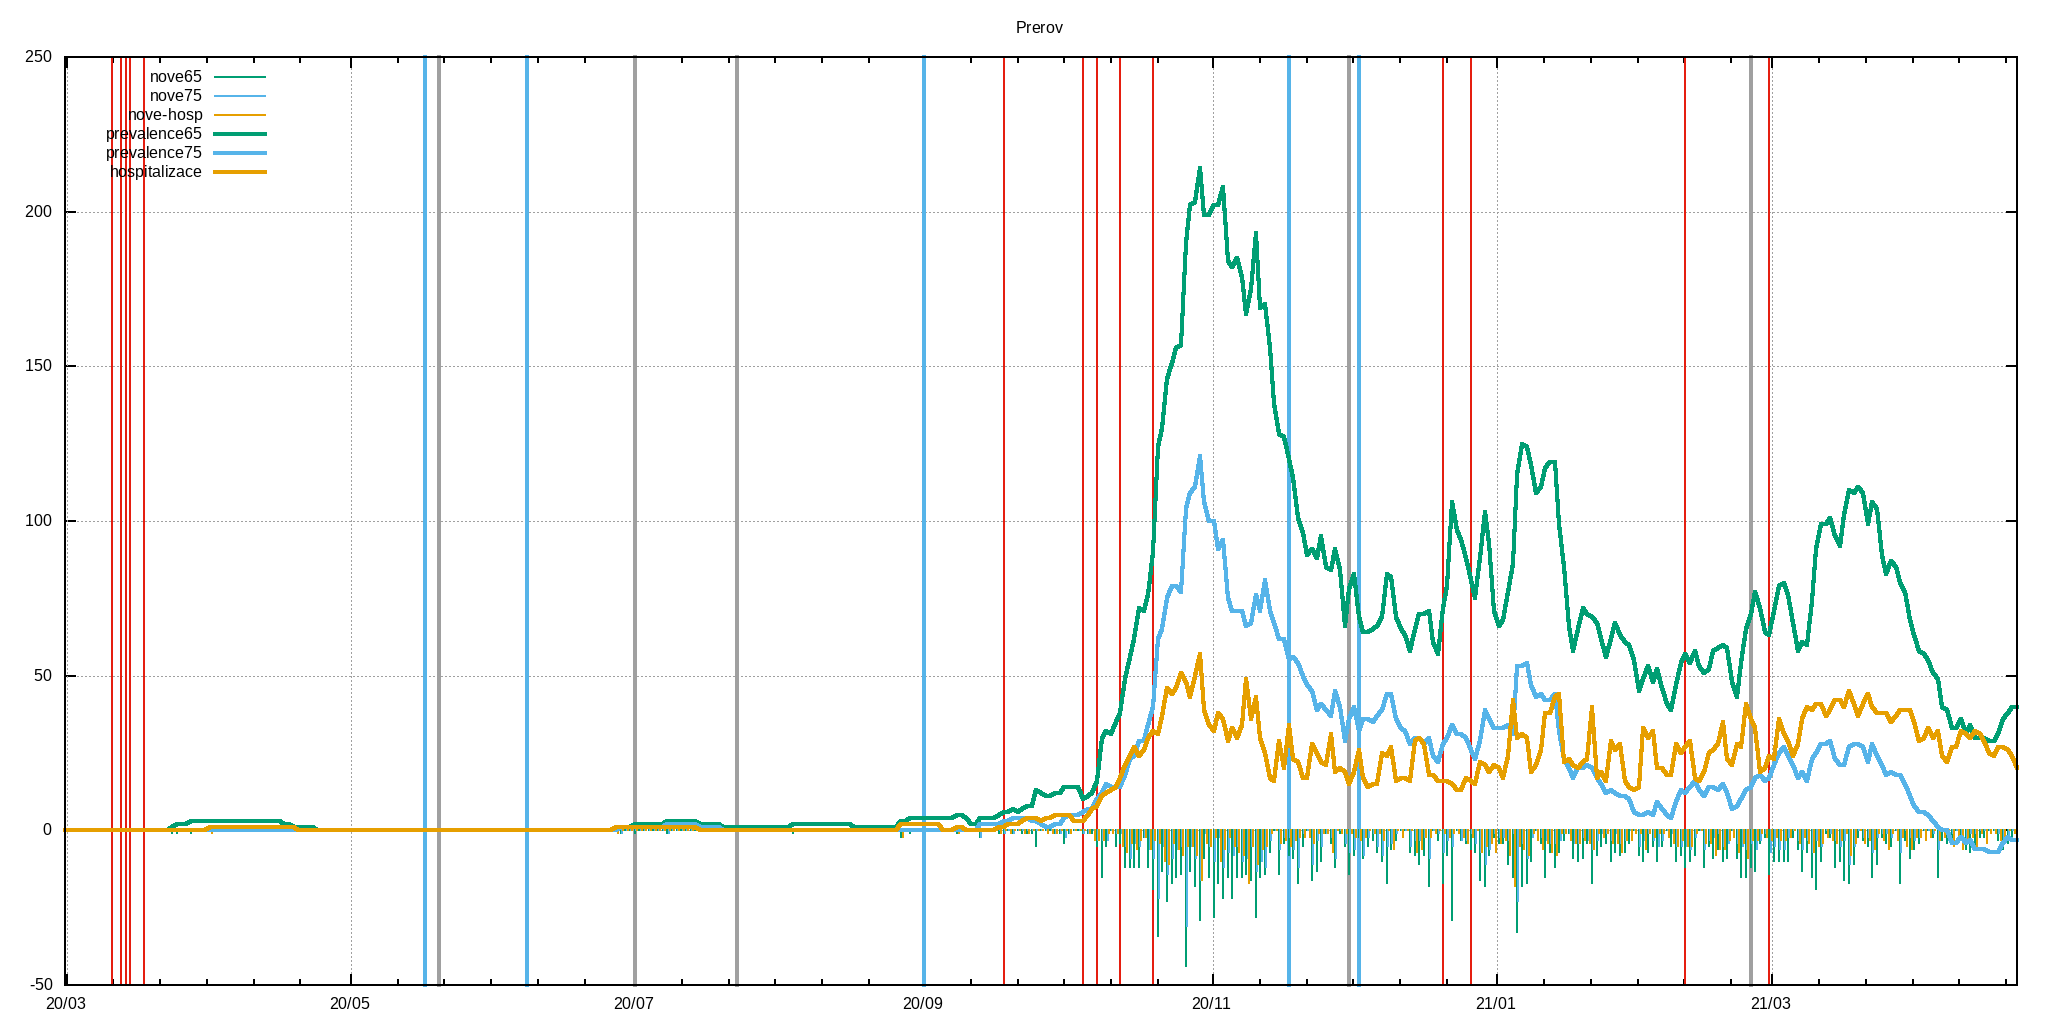 Prerov
250
nove65
nove75
nove-hosp
prevalence65
prevalence75
hospitalizace
200
150
100
50
0
-50
20/03 20/05 20/07 20/09 20/11 21/01 21/03